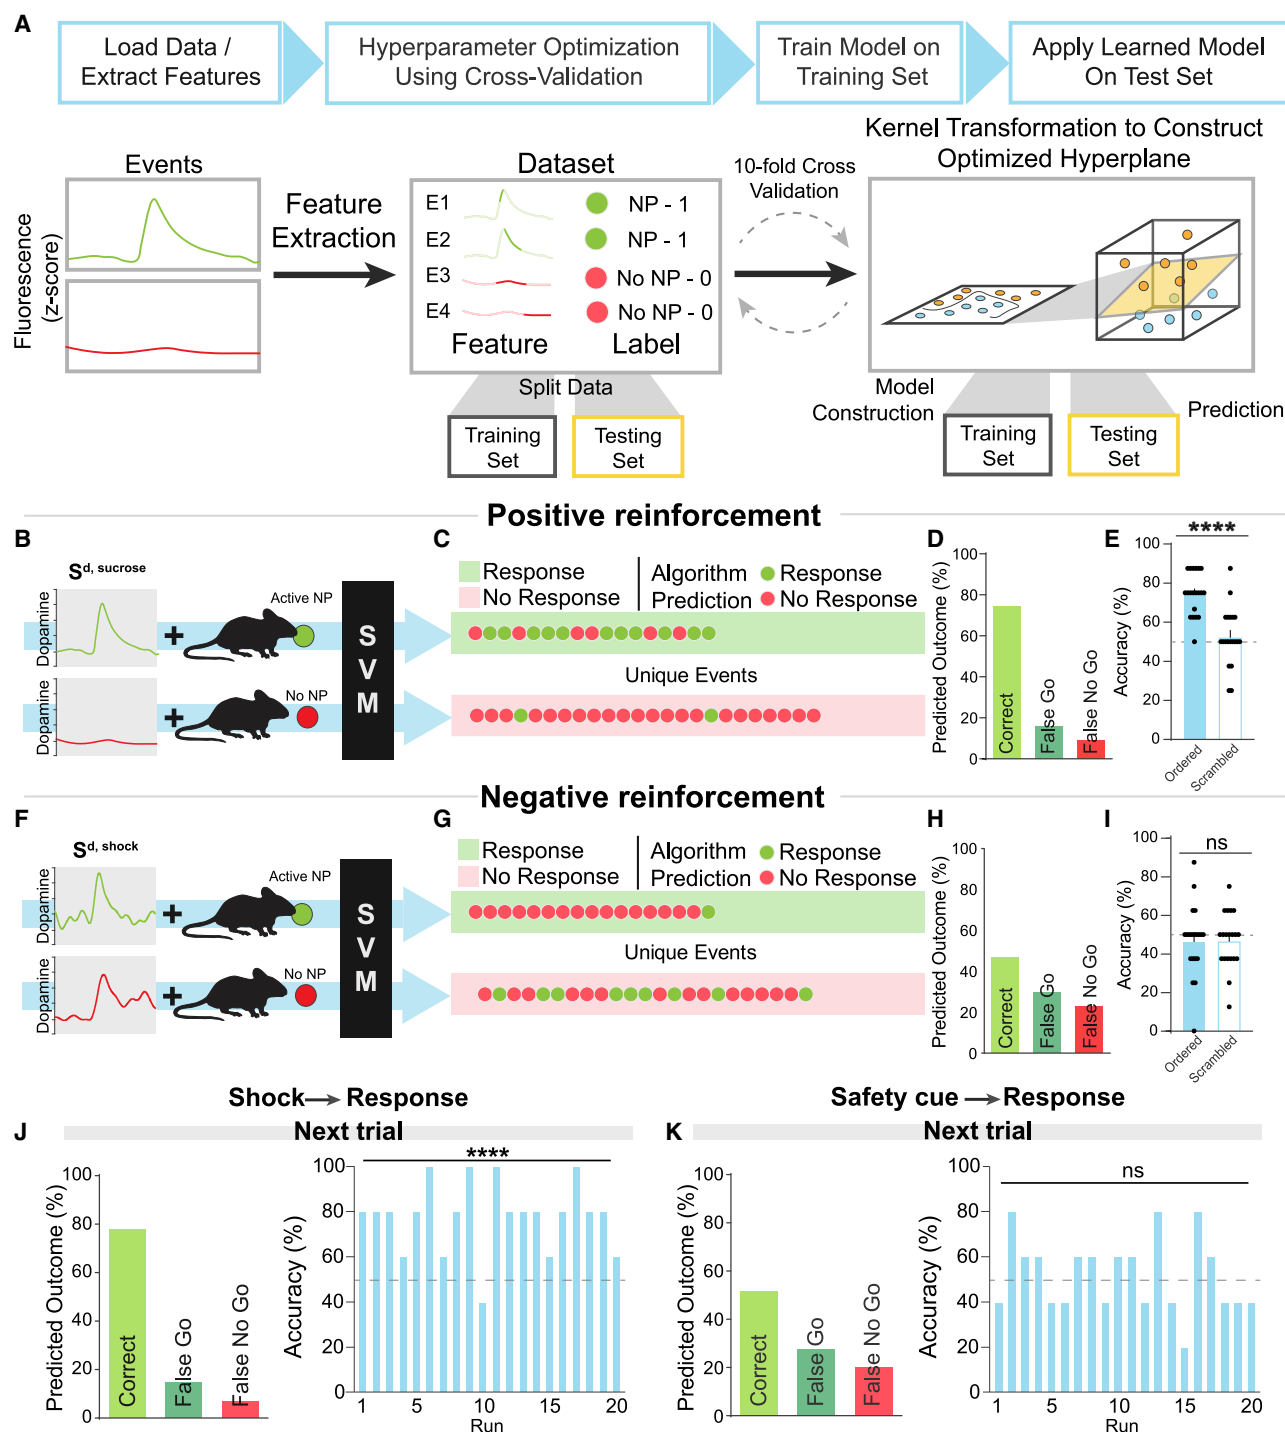 A
Load Data /
Extract Features
Hyperparameter Optimization
Using Cross-Validation
Train Model on
Training Set
Apply Learned Model
On Test Set
Kernel Transformation to Construct
Optimized Hyperplane
Events
Fluorescence
(z-score)
Feature
Extraction
Dataset
E1
NP - 1
E2
NP - 1
E3
No NP - 0
E4
No NP - 0
Feature
Label
10-fold Cross
Validation
Split Data
Training
Set
Testing
Set
Model
Construction
Prediction
Training
Set
Testing
Set
Positive reinforcement
B
Sd, sucrose
Dopamine
Active NP
+
Dopamine
No NP
+
SVM
C
Response
No Response
Algorithm
Prediction
Response
No Response
Unique Events
D
Predicted Outcome (%)
100
80
60
40
20
0
Correct
False Go
False No Go
E
****
Accuracy (%)
100
80
60
40
20
0
Ordered
Scrambled
Negative reinforcement
F
Sd, shock
Dopamine
Active NP
+
Dopamine
No NP
+
SVM
G
Response
No Response
Algorithm
Prediction
Response
No Response
Unique Events
H
Predicted Outcome (%)
100
80
60
40
20
0
Correct
False Go
False No Go
I
ns
Accuracy (%)
100
80
60
40
20
0
Ordered
Scrambled
Shock → Response
J
Next trial
Predicted Outcome (%)
100
80
60
40
20
0
Correct
False Go
False No Go
****
Accuracy (%)
100
80
60
40
20
0
1
5
10
15
20
Run
Safety cue → Response
K
Next trial
Predicted Outcome (%)
100
80
60
40
20
0
Correct
False Go
False No Go
ns
Accuracy (%)
100
80
60
40
20
0
1
5
10
15
20
Run